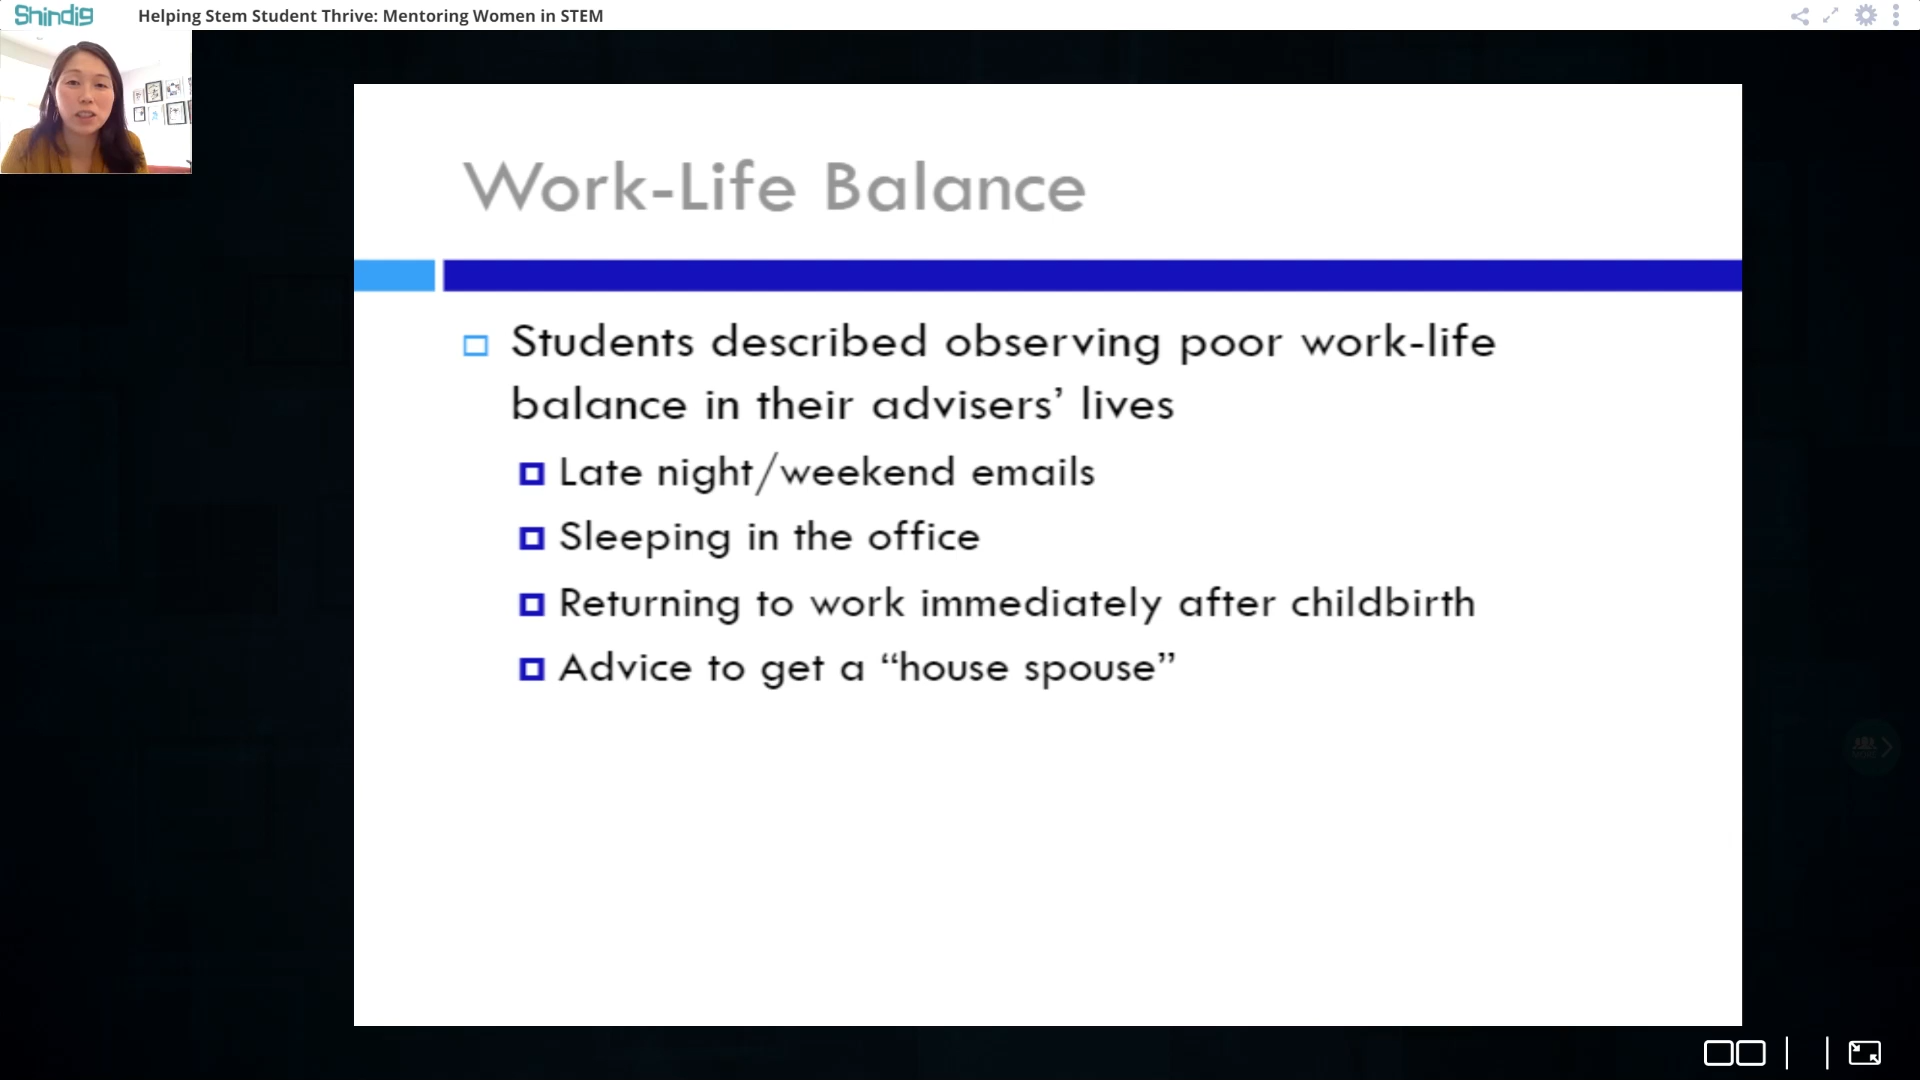 Shindig
Helping Stem Student Thrive: Mentoring Women in STEM
Work-Life Balance
Students described observing poor work-life
balance in their advisers’ lives
Late night/weekend emails
Sleeping in the office
Returning to work immediately after childbirth
Advice to get a “house spouse”